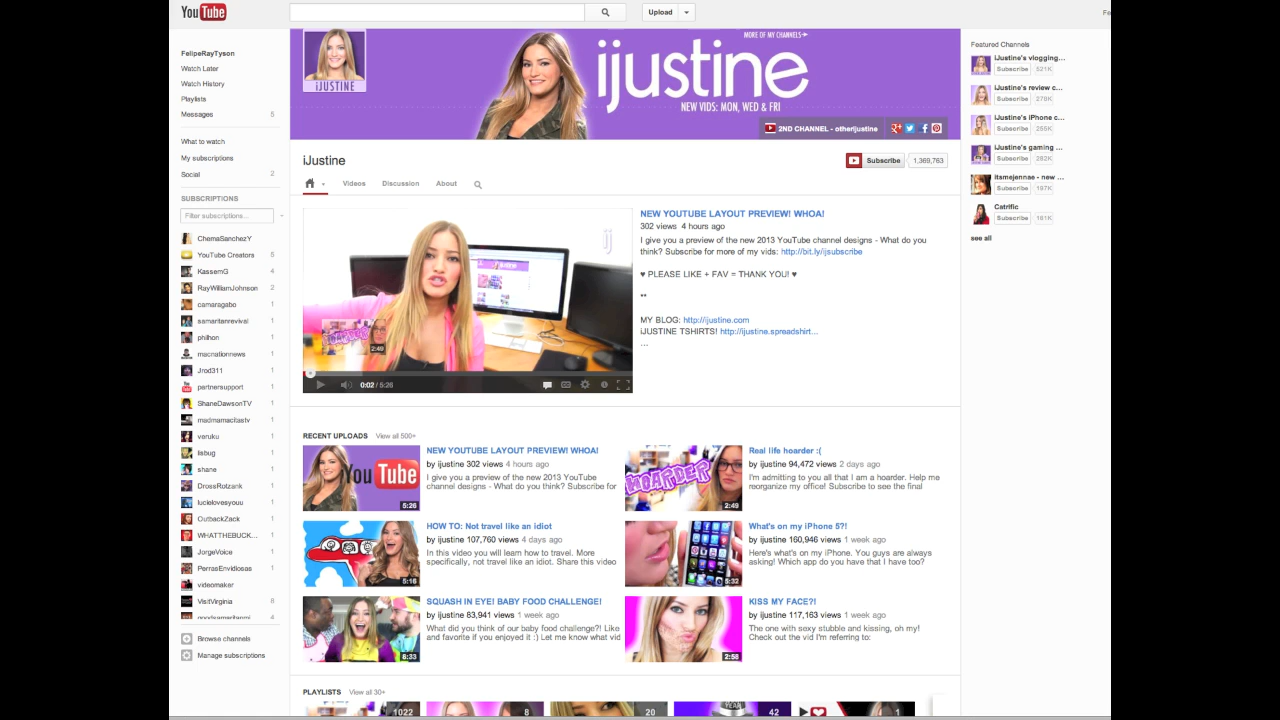 YouTube
Upload
Fe
FelipeRayTyson
Watch Later
Watch History
Playlists
Messages 5
What to watch
My subscriptions
Social 2
SUBSCRIPTIONS
Filter subscriptions...
ChemaSanchezY
YouTube Creators 5
KassemG 4
RayWilliamJohnson 2
camaragabo 1
samaritanrevival 1
philhon 1
macnationnews 1
Jrod311 1
partnersupport 1
ShaneDawsonTV 1
madmamacitastv 1
veruku 1
lisbug 1
shane 1
DrossRotzank 1
lucielovesyouu 1
OutbackZack 1
WHATTHEBUCK... 1
JorgeVoice 1
PerrasEnvidiosas 1
videomaker
VisitVirginia 8
goodsamaritanmi
Browse channels
Manage subscriptions
iJUSTINE
MORE OF MY CHANNELS
ijustine
NEW VIDS: MON, WED & FRI
2ND CHANNEL - otherijustine
iJustine
Subscribe 1,369,763
Videos Discussion About
HOARDER
2:49
0:02 / 5:26
NEW YOUTUBE LAYOUT PREVIEW! WHOA!
302 views 4 hours ago
I give you a preview of the new 2013 YouTube channel designs - What do you
think? Subscribe for more of my vids: http://bit.ly/ijsubscribe
♥ PLEASE LIKE + FAV = THANK YOU! ♥
**
MY BLOG: http://ijustine.com
iJUSTINE TSHIRTS! http://ijustine.spreadshirt...
...
RECENT UPLOADS View all 500+
YouTube
5:26
NEW YOUTUBE LAYOUT PREVIEW! WHOA!
by ijustine 302 views 4 hours ago
I give you a preview of the new 2013 YouTube
channel designs - What do you think? Subscribe for
HOARDER
2:49
Real life hoarder :(
by ijustine 94,472 views 2 days ago
I'm admiting to you all that I am a hoarder. Help me
reorganize my office! Subscribe to see the final
5:16
HOW TO: Not travel like an idiot
by ijustine 107,760 views 4 days ago
In this video you will learn how to travel. More
specifically, not travel like an idiot. Share this video
5:32
What's on my iPhone 5?!
by ijustine 160,946 views 1 week ago
Here's what's on my iPhone. You guys are always
asking! Which app do you have that I have too?
8:33
SQUASH IN EYE! BABY FOOD CHALLENGE!
by ijustine 83,941 views 1 week ago
What did you think of our baby food challenge?! Like
and favorite if you enjoyed it :) Let me know what vid
2:58
KISS MY FACE?!
by ijustine 117,163 views 1 week ago
The one with sexy stubble and kissing, oh my!
Check out the vid I'm referring to:
PLAYLISTS View all 30+
1022
8
20
YEAH
42
1
Featured Channels
iJustine's vlogging...
Subscribe 521K
iJustine's review c...
Subscribe 279K
iJustine's iPhone c...
Subscribe 255K
iJustine's gaming ...
Subscribe 282K
itsmejennae - new ...
Subscribe 197K
Catrific
Subscribe 181K
see all